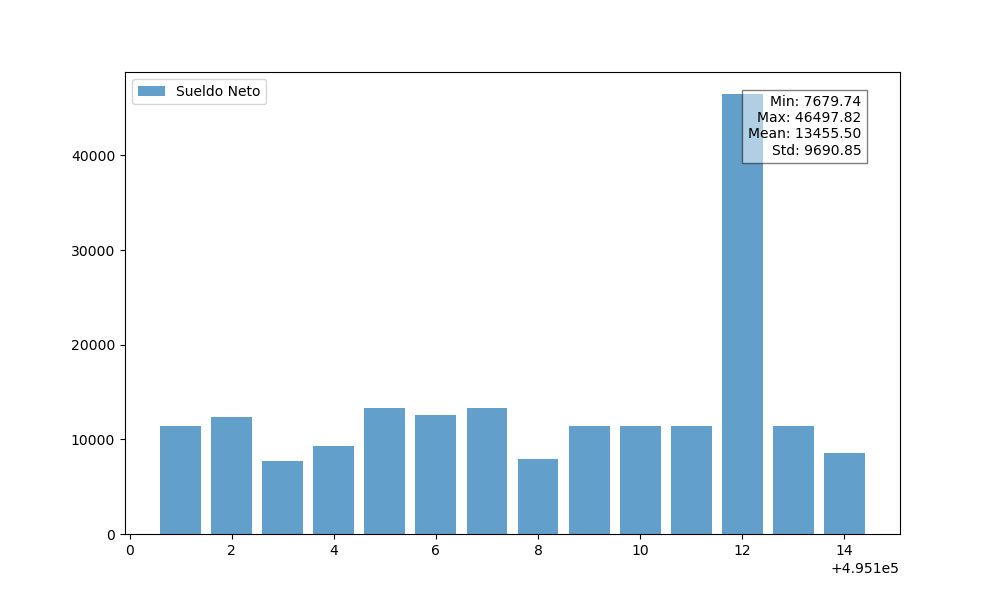 Sueldo Neto
Min: 7679.74
Max: 46497.82
Mean: 13455.50
Std: 9690.85
40000
30000
20000
10000
0
0 2 4 6 8 10 12 14
+4.951e5